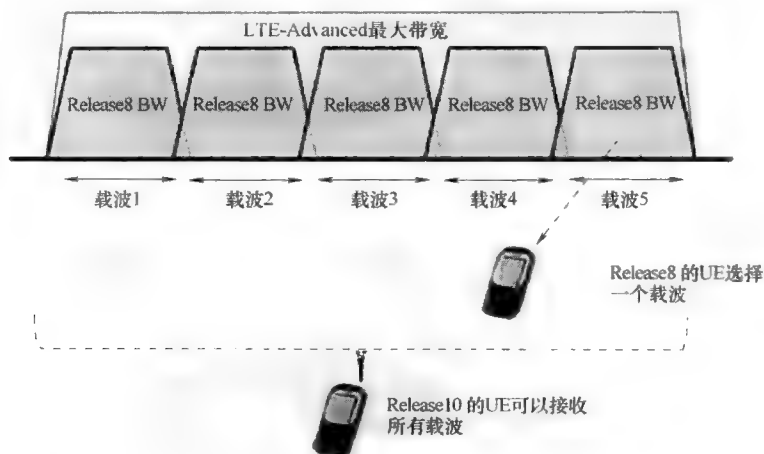 LTE-Advanced最大带宽
Release8 BW Release8 BW Release8 BW Release8 BW Release8 BW
载波1 载波2 载波3 载波4 载波5
Release8 的UE选择
一个载波
Release10 的UE可以接收
所有载波